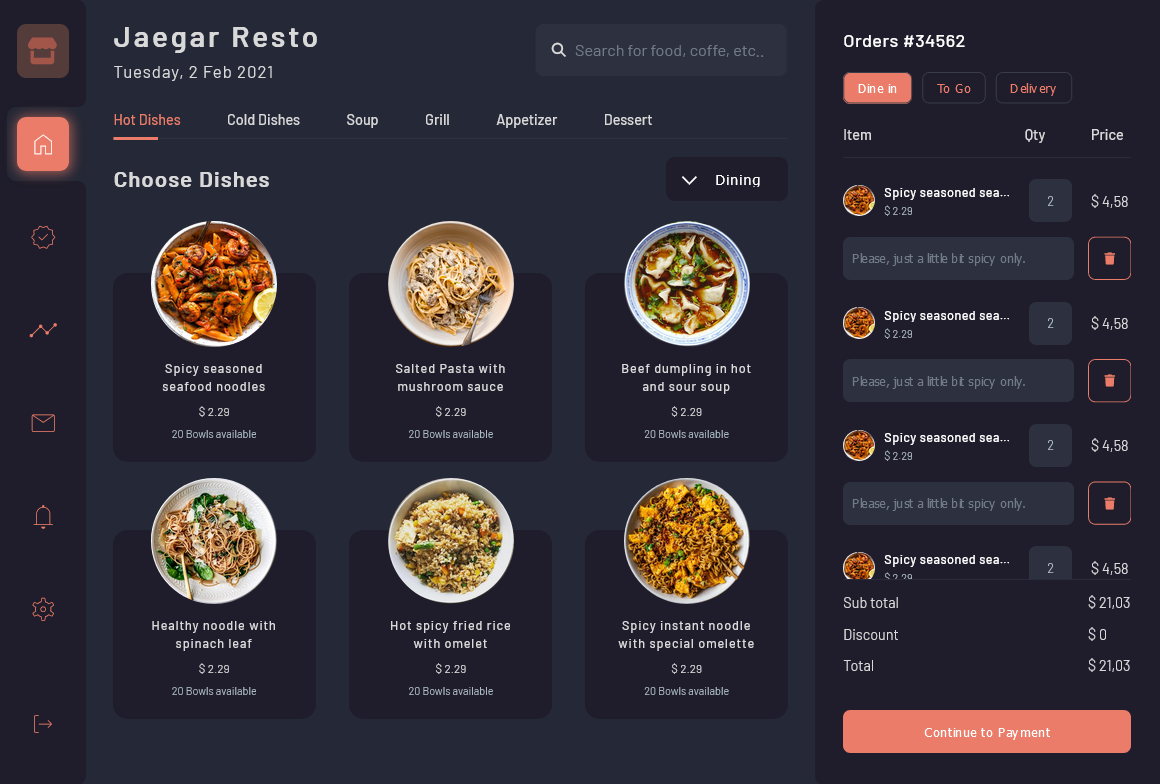 Jaegar Resto
Tuesday, 2 Feb 2021
Search for food, coffe, etc..
Hot Dishes
Cold Dishes
Soup
Grill
Appetizer
Dessert
Choose Dishes
Dining
Spicy seasoned
seafood noodles
$ 2.29
20 Bowls available
Salted Pasta with
mushroom sauce
$ 2.29
20 Bowls available
Beef dumpling in hot
and sour soup
$ 2.29
20 Bowls available
Healthy noodle with
spinach leaf
$ 2.29
20 Bowls available
Hot spicy fried rice
with omelet
$ 2.29
20 Bowls available
Spicy instant noodle
with special omelette
$ 2.29
20 Bowls available
Orders #34562
Dine in
To Go
Delivery
Item Qty Price
Spicy seasoned sea... 2 $ 4,58
$ 2.29
Please, just a little bit spicy only.
Spicy seasoned sea... 2 $ 4,58
$ 2.29
Please, just a little bit spicy only.
Spicy seasoned sea... 2 $ 4,58
$ 2.29
Please, just a little bit spicy only.
Spicy seasoned sea... 2 $ 4,58
$ 2.29
Sub total $ 21,03
Discount $ 0
Total $ 21,03
Continue to Payment